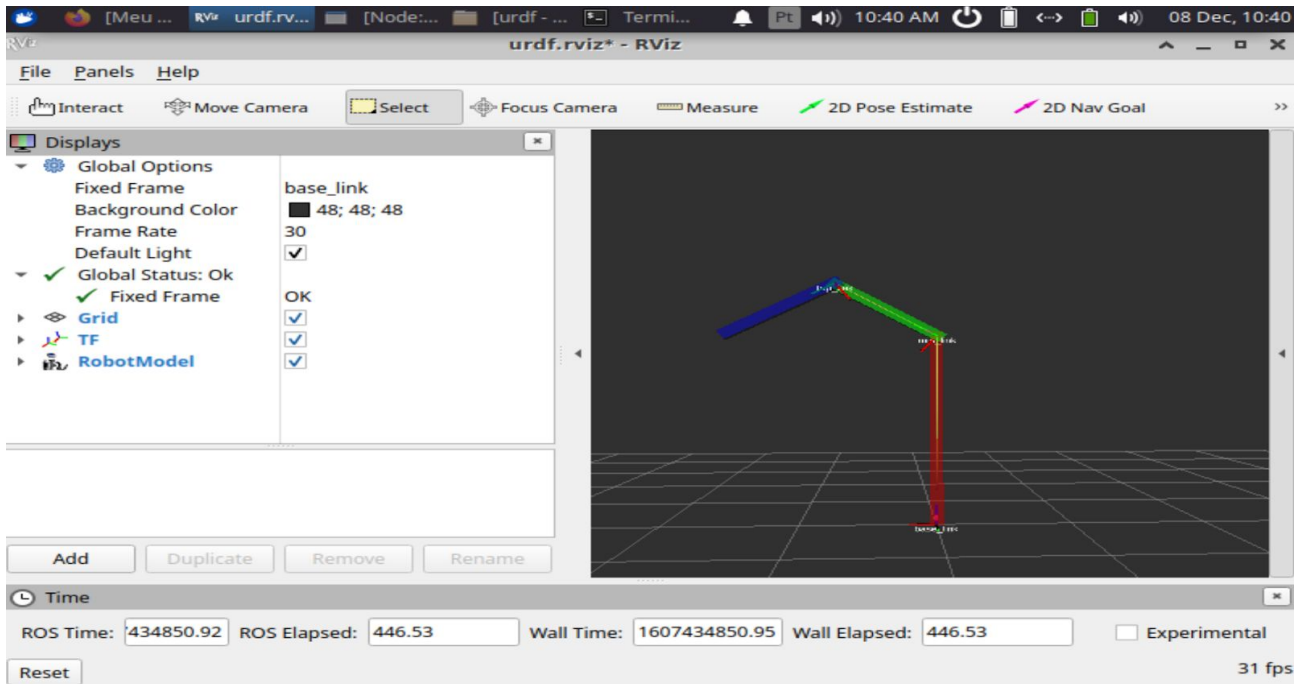 [Meu ... RViz urdf.rv... [Node:... [urdf - ... Termi... Pt 10:40 AM 08 Dec, 10:40
RViz urdf.rviz* - RViz
File Panels Help
Interact Move Camera Select Focus Camera Measure 2D Pose Estimate 2D Nav Goal »
Displays
Global Options
Fixed Frame base_link
Background Color 48; 48; 48
Frame Rate 30
Default Light
Global Status: Ok
Fixed Frame OK
Grid
TF
RobotModel
base_link
Add Duplicate Remove Rename
Time
ROS Time: 434850.92 ROS Elapsed: 446.53 Wall Time: 1607434850.95 Wall Elapsed: 446.53 Experimental
Reset 31 fps